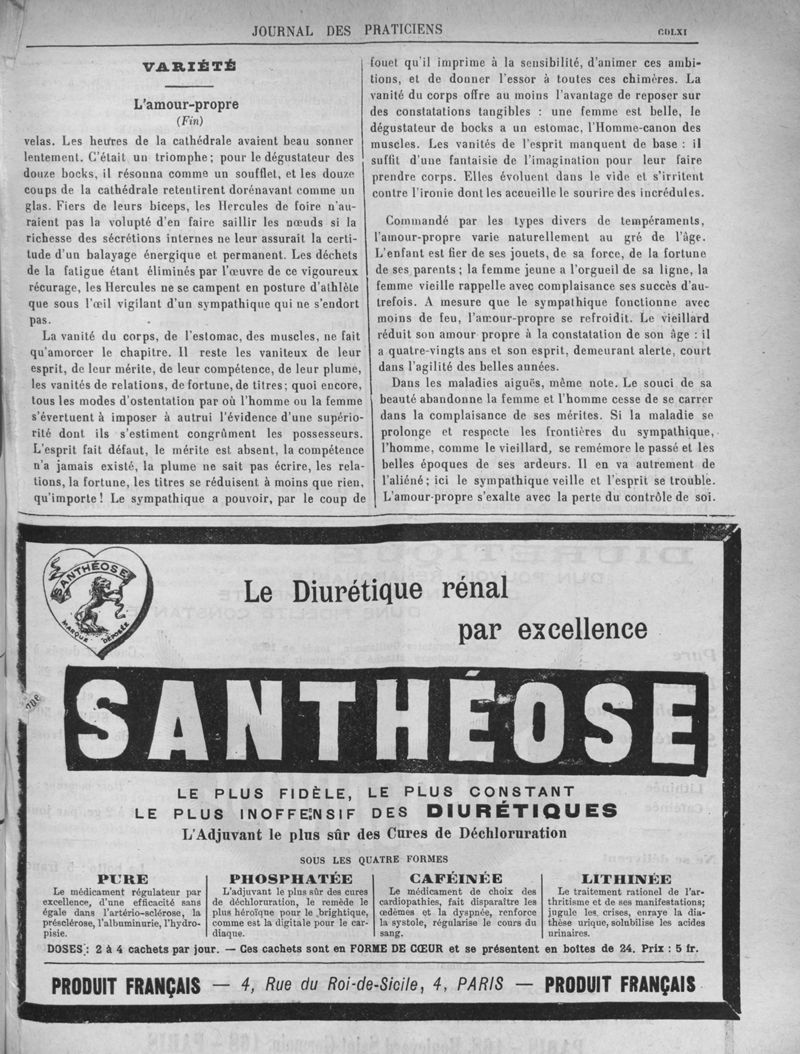 JOURNAL DES PRATICIENS
CDLXI
VARIÉTÉ
L'amour-propre
(Fin)
velas. Les heures de la cathédrale avaient beau sonner
lentement. C'était un triomphe; pour le dégustateur des
douze bocks, il résonna comme un soufflet, et les douze
coups de la cathédrale retentirent dorénavant comme un
glas. Fiers de leurs biceps, les Hercules de foire n'au-
raient pas la volupté d'en faire saillir les nœuds si la
richesse des sécrétions internes ne leur assurait la certi-
tude d'un balayage énergique et permanent. Les déchets
de la fatigue étant éliminés par l'œuvre de ce vigoureux
récurage, les Hercules ne se campent en posture d'athlète
que sous l'œil vigilant d'un sympathique qui ne s'endort
pas.
La vanité du corps, de l'estomac, des muscles, ne fait
qu'amorcer le chapitre. Il reste les vaniteux de leur
esprit, de leur mérite, de leur compétence, de leur plume,
les vanités de relations, de fortune, de titres; quoi encore,
tous les modes d'ostentation par où l'homme ou la femme
s'évertuent à imposer à autrui l'évidence d'une supério-
rité dont ils s'estiment congrûment les possesseurs.
L'esprit fait défaut, le mérite est absent, la compétence
n'a jamais existé, la plume ne sait pas écrire, les rela-
tions, la fortune, les titres se réduisent à moins que rien,
qu'importe! Le sympathique a pouvoir, par le coup de
fouet qu'il imprime à la sensibilité, d'animer ces ambi-
tions, et de donner l'essor à toutes ces chimères. La
vanité du corps offre au moins l'avantage de reposer sur
des constatations tangibles : une femme est belle, le
dégustateur de bocks a un estomac, l'Homme-canon des
muscles. Les vanités de l'esprit manquent de base : il
suffit d'une fantaisie de l'imagination pour leur faire
prendre corps. Elles évoluent dans le vide et s'irritent
contre l'ironie dont les accueille le sourire des incrédules.
Commandé par les types divers de tempéraments,
l'amour-propre varie naturellement au gré de l'âge.
L'enfant est fier de ses jouets, de sa force, de la fortune
de ses parents; la femme jeune a l'orgueil de sa ligne, la
femme vieille rappelle avec complaisance ses succès d'au-
trefois. A mesure que le sympathique fonctionne avec
moins de feu, l'amour-propre se refroidit. Le vieillard
réduit son amour propre à la constatation de son âge : il
a quatre-vingts ans et son esprit, demeurant alerte, court
dans l'agilité des belles années.
Dans les maladies aiguës, même note. Le souci de sa
beauté abandonne la femme et l'homme cesse de se carrer
dans la complaisance de ses mérites. Si la maladie se
prolonge et respecte les frontières du sympathique,
l'homme, comme le vieillard, se remémore le passé et les
belles époques de ses ardeurs. Il en va autrement de
l'aliéné; ici le sympathique veille et l'esprit se trouble.
L'amour-propre s'exalte avec la perte du contrôle de soi.
SANTHÉOSE
MARQUE DÉPOSÉE
Le Diurétique rénal
par excellence
SANTHÉOSE
LE PLUS FIDÈLE, LE PLUS CONSTANT
LE PLUS INOFFENSIF DES DIURÉTIQUES
L'Adjuvant le plus sûr des Cures de Déchloruration
SOUS LES QUATRE FORMES
PURE
Le médicament régulateur par
excellence, d'une efficacité sans
égale dans l'artério-sclérose, la
présclérose, l'albuminurie, l'hydro-
pisie.
PHOSPHATÉE
L'adjuvant le plus sûr des cures
de déchloruration, le remède le
plus héroïque pour le brightique,
comme est la digitale pour le car-
diaque.
CAFÉINÉE
Le médicament de choix des
cardiopathies, fait disparaître les
œdèmes et la dyspnée, renforce
la systole, régularise le cours du
sang.
LITHINÉE
Le traitement rationel de l'ar-
thritisme et de ses manifestations;
jugule les crises, enraye la dia-
thèse urique, solubilise les acides
urinaires.
DOSES : 2 à 4 cachets par jour. — Ces cachets sont en FORME DE CŒUR et se présentent en boîtes de 24. Prix : 5 fr.
PRODUIT FRANÇAIS — 4, Rue du Roi-de-Sicile, 4, PARIS — PRODUIT FRANÇAIS